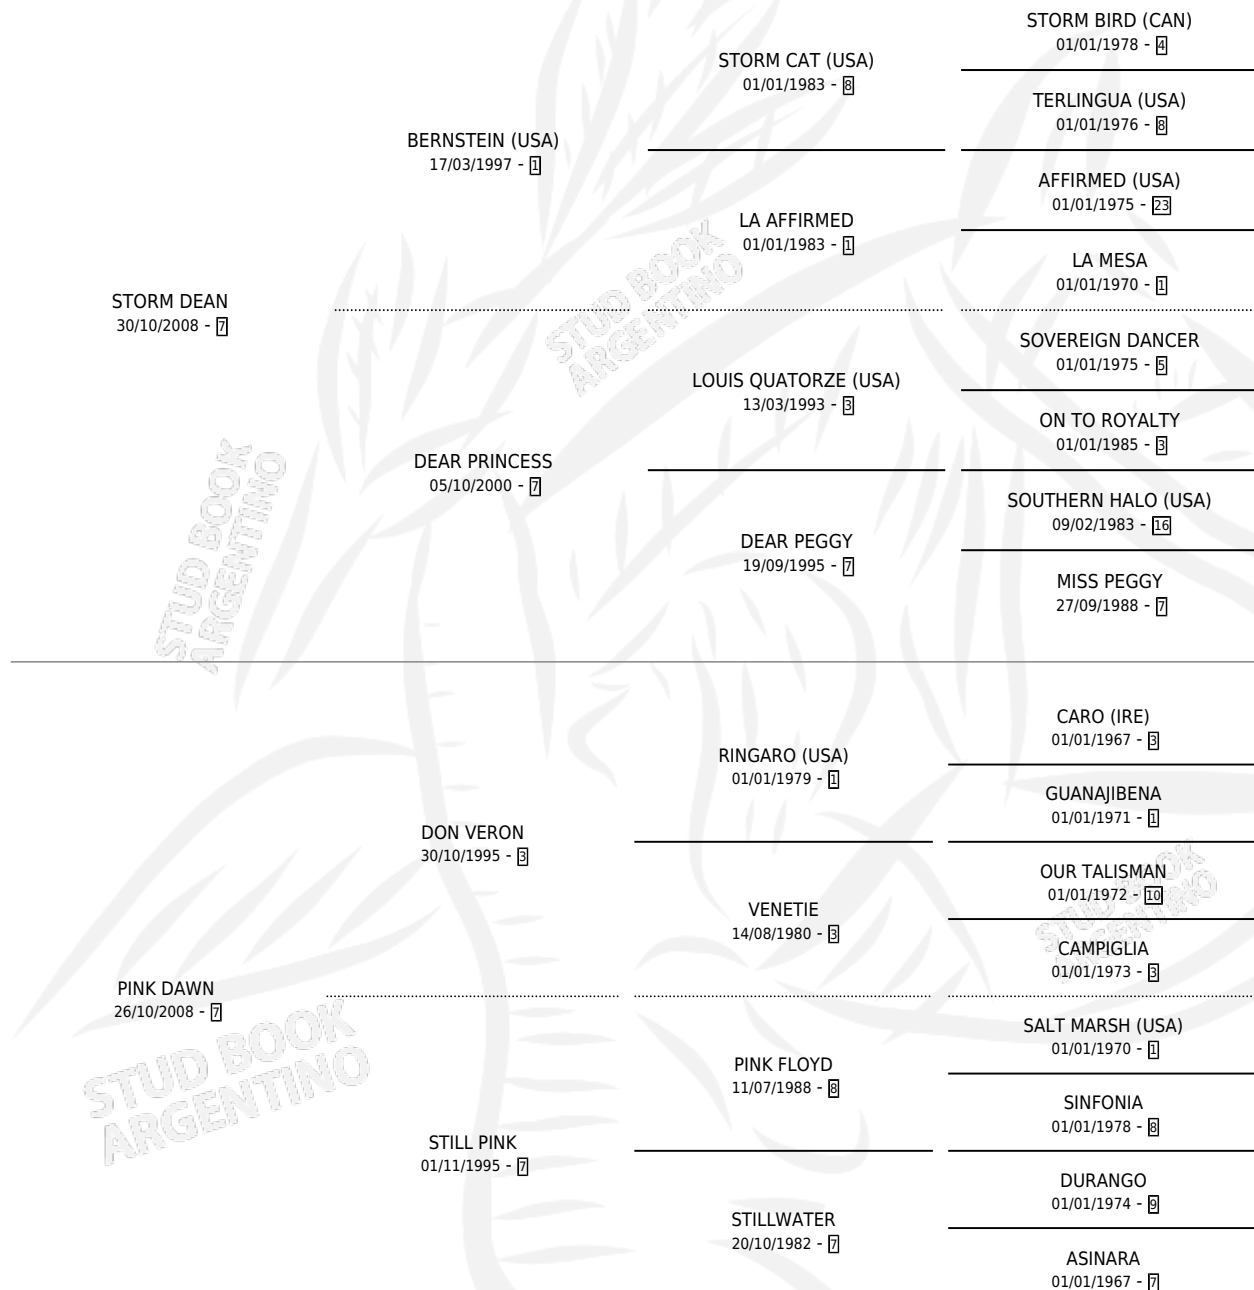 STORM BIRD (CAN)
01/01/1978 - 4
STORM CAT (USA)
01/01/1983 - 8
TERLINGUA (USA)
01/01/1976 - 8
BERNSTEIN (USA)
17/03/1997 - 1
AFFIRMED (USA)
01/01/1975 - 23
LA AFFIRMED
01/01/1983 - 1
LA MESA
01/01/1970 - 1
STORM DEAN
30/10/2008 - 7
SOVEREIGN DANCER
01/01/1975 - 5
LOUIS QUATORZE (USA)
13/03/1993 - 3
ON TO ROYALTY
01/01/1985 - 3
DEAR PRINCESS
05/10/2000 - 7
SOUTHERN HALO (USA)
09/02/1983 - 16
DEAR PEGGY
19/09/1995 - 7
MISS PEGGY
27/09/1988 - 7
CARO (IRE)
01/01/1967 - 3
RINGARO (USA)
01/01/1979 - 1
GUANAJIBENA
01/01/1971 - 1
DON VERON
30/10/1995 - 3
OUR TALISMAN
01/01/1972 - 10
VENETIE
14/08/1980 - 3
CAMPIGLIA
01/01/1973 - 3
PINK DAWN
26/10/2008 - 7
SALT MARSH (USA)
01/01/1970 - 1
PINK FLOYD
11/07/1988 - 8
SINFONIA
01/01/1978 - 8
STILL PINK
01/11/1995 - 7
DURANGO
01/01/1974 - 9
STILLWATER
20/10/1982 - 7
ASINARA
01/01/1967 - 7
STUD BOOK
ARGENTINO
STUD BOOK
ARGENTINO
STUD BOOK
ARGENTINO
STUD BOOK
ARGENTINO